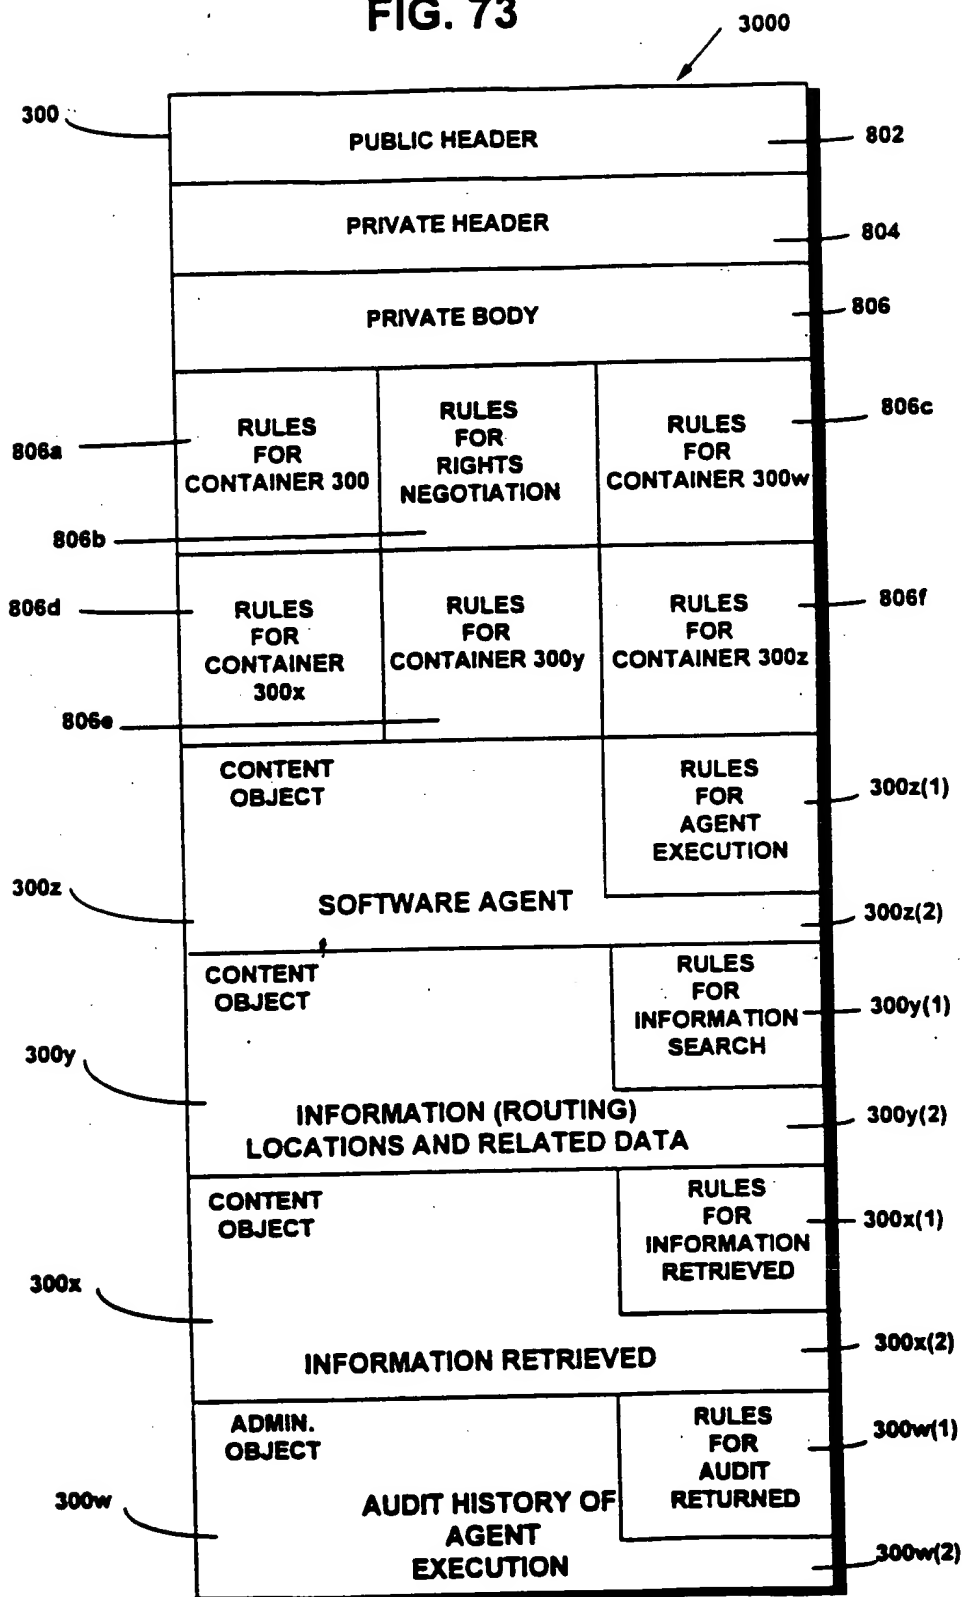 FIG. 73
3000
300
PUBLIC HEADER
802
PRIVATE HEADER
804
PRIVATE BODY
806
806a
RULES
FOR
CONTAINER 300
RULES
FOR
RIGHTS
NEGOTIATION
806b
RULES
FOR
CONTAINER 300w
806c
806d
RULES
FOR
CONTAINER
300x
RULES
FOR
CONTAINER 300y
806e
RULES
FOR
CONTAINER 300z
806f
CONTENT
OBJECT
RULES
FOR
AGENT
EXECUTION
300z(1)
300z
SOFTWARE AGENT
300z(2)
CONTENT
OBJECT
RULES
FOR
INFORMATION
SEARCH
300y(1)
300y
INFORMATION (ROUTING)
LOCATIONS AND RELATED DATA
300y(2)
CONTENT
OBJECT
RULES
FOR
INFORMATION
RETRIEVED
300x(1)
300x
INFORMATION RETRIEVED
300x(2)
ADMIN.
OBJECT
RULES
FOR
AUDIT
RETURNED
300w(1)
300w
AUDIT HISTORY OF
AGENT
EXECUTION
300w(2)